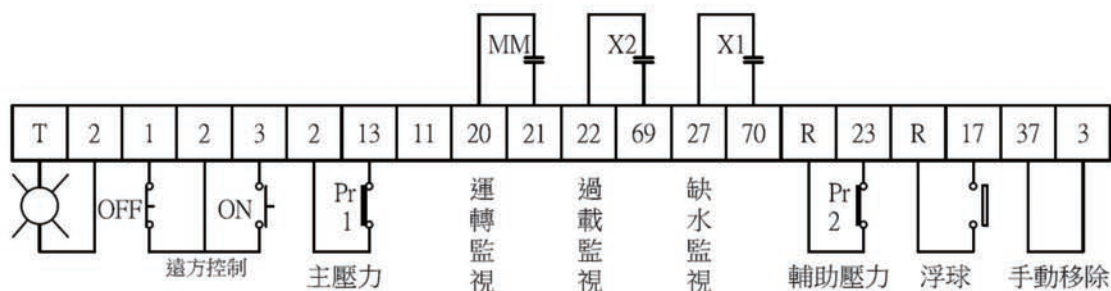 MM X2 X1
T 2 1 2 3 2 13 11 20 21 22 69 27 70 R 23 R 17 37 3
OFF ON
遠方控制
Pr
1
主壓力
運轉監視
過載監視
缺水監視
Pr
2
輔助壓力
浮球
手動移除